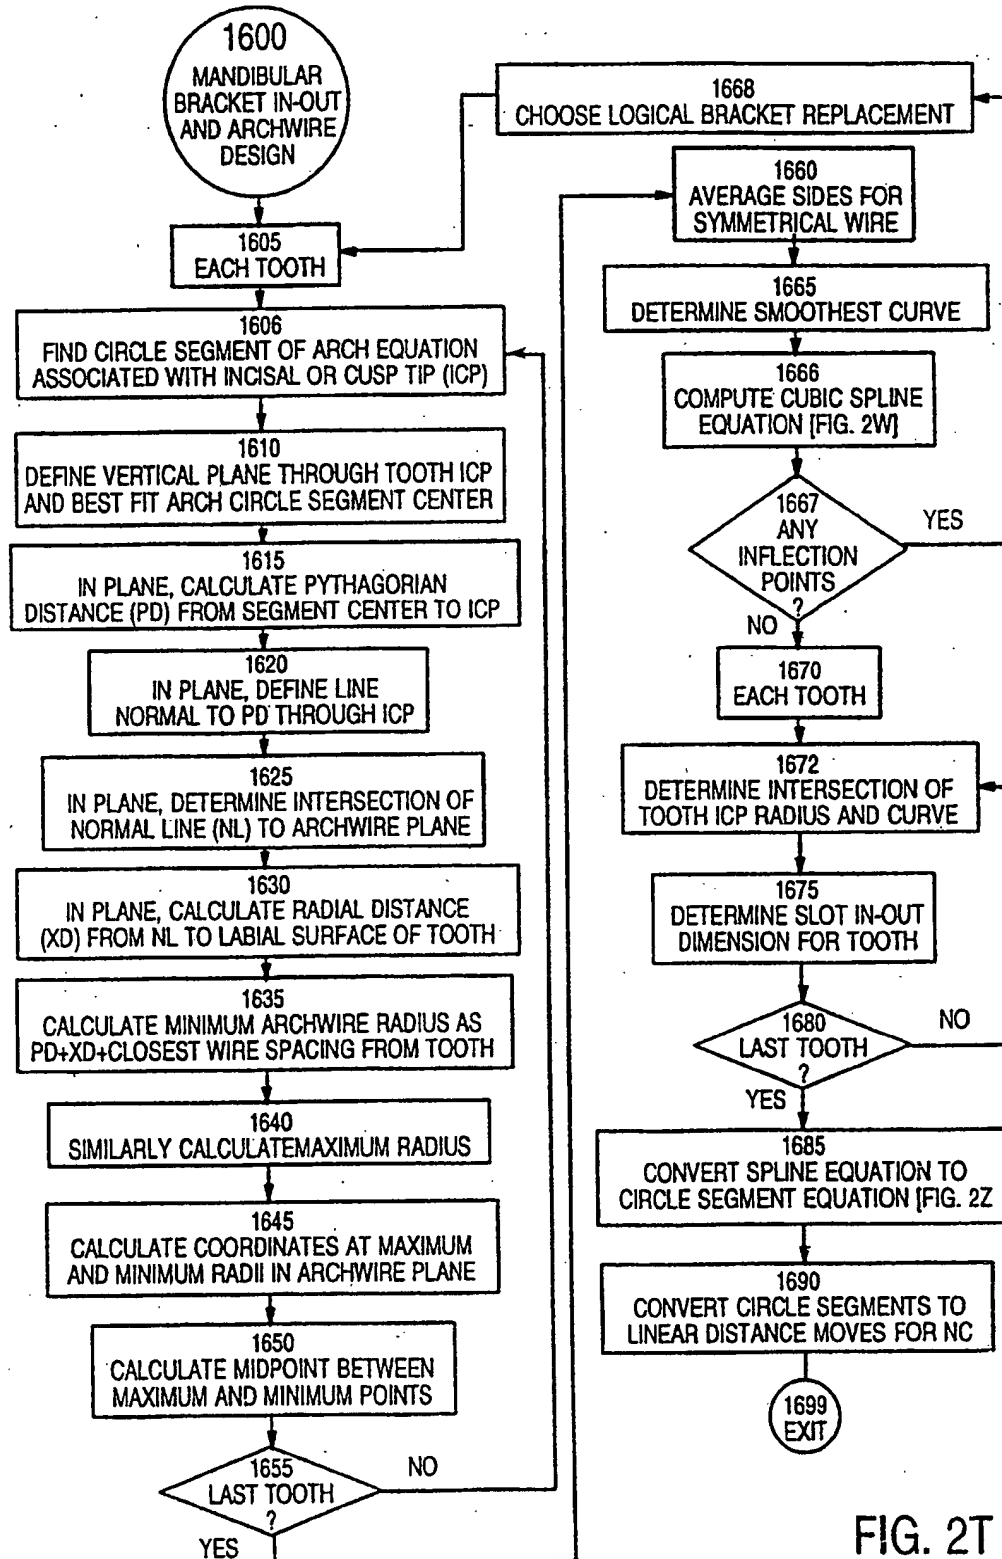 1600
MANDIBULAR
BRACKET IN-OUT
AND ARCHWIRE
DESIGN
1605
EACH TOOTH
1606
FIND CIRCLE SEGMENT OF ARCH EQUATION
ASSOCIATED WITH INCISAL OR CUSP TIP (ICP)
1610
DEFINE VERTICAL PLANE THROUGH TOOTH ICP
AND BEST FIT ARCH CIRCLE SEGMENT CENTER
1615
IN PLANE, CALCULATE PYTHAGORIAN
DISTANCE (PD) FROM SEGMENT CENTER TO ICP
1620
IN PLANE, DEFINE LINE
NORMAL TO PD THROUGH ICP
1625
IN PLANE, DETERMINE INTERSECTION OF
NORMAL LINE (NL) TO ARCHWIRE PLANE
1630
IN PLANE, CALCULATE RADIAL DISTANCE
(XD) FROM NL TO LABIAL SURFACE OF TOOTH
1635
CALCULATE MINIMUM ARCHWIRE RADIUS AS
PD+XD+CLOSEST WIRE SPACING FROM TOOTH
1640
SIMILARLY CALCULATEMAXIMUM RADIUS
1645
CALCULATE COORDINATES AT MAXIMUM
AND MINIMUM RADII IN ARCHWIRE PLANE
1650
CALCULATE MIDPOINT BETWEEN
MAXIMUM AND MINIMUM POINTS
1655
LAST TOOTH
?
NO
YES
1668
CHOOSE LOGICAL BRACKET REPLACEMENT
1660
AVERAGE SIDES FOR
SYMMETRICAL WIRE
1665
DETERMINE SMOOTHEST CURVE
1666
COMPUTE CUBIC SPLINE
EQUATION [FIG. 2W]
1667
ANY
INFLECTION
POINTS
?
YES
NO
1670
EACH TOOTH
1672
DETERMINE INTERSECTION OF
TOOTH ICP RADIUS AND CURVE
1675
DETERMINE SLOT IN-OUT
DIMENSION FOR TOOTH
1680
LAST TOOTH
?
NO
YES
1685
CONVERT SPLINE EQUATION TO
CIRCLE SEGMENT EQUATION [FIG. 2Z
1690
CONVERT CIRCLE SEGMENTS TO
LINEAR DISTANCE MOVES FOR NC
1699
EXIT
FIG. 2T